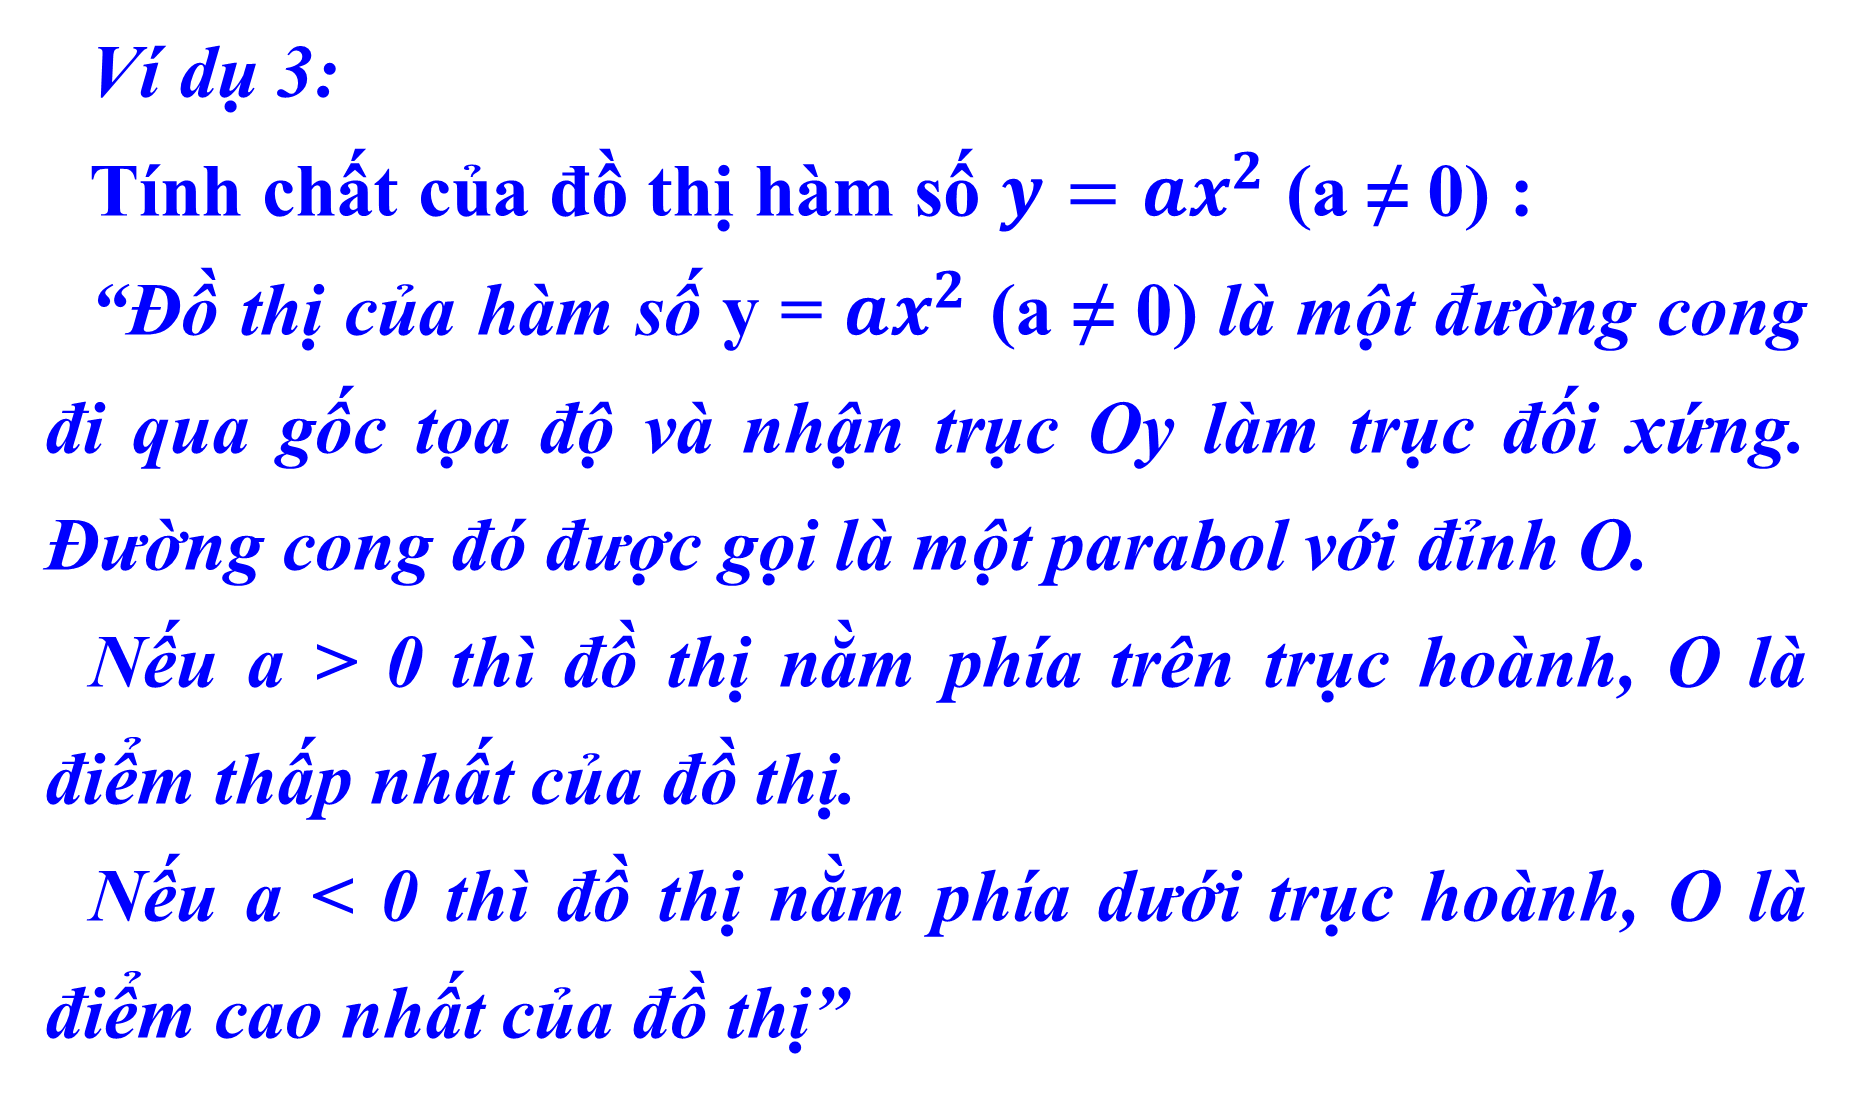 Ví dụ 3:
Tính chất của đồ thị hàm số y = ax² (a ≠ 0) :
“Đồ thị của hàm số y = ax² (a ≠ 0) là một đường cong
đi qua gốc tọa độ và nhận trục Oy làm trục đối xứng.
Đường cong đó được gọi là một parabol với đỉnh O.
Nếu a > 0 thì đồ thị nằm phía trên trục hoành, O là
điểm thấp nhất của đồ thị.
Nếu a < 0 thì đồ thị nằm phía dưới trục hoành, O là
điểm cao nhất của đồ thị”